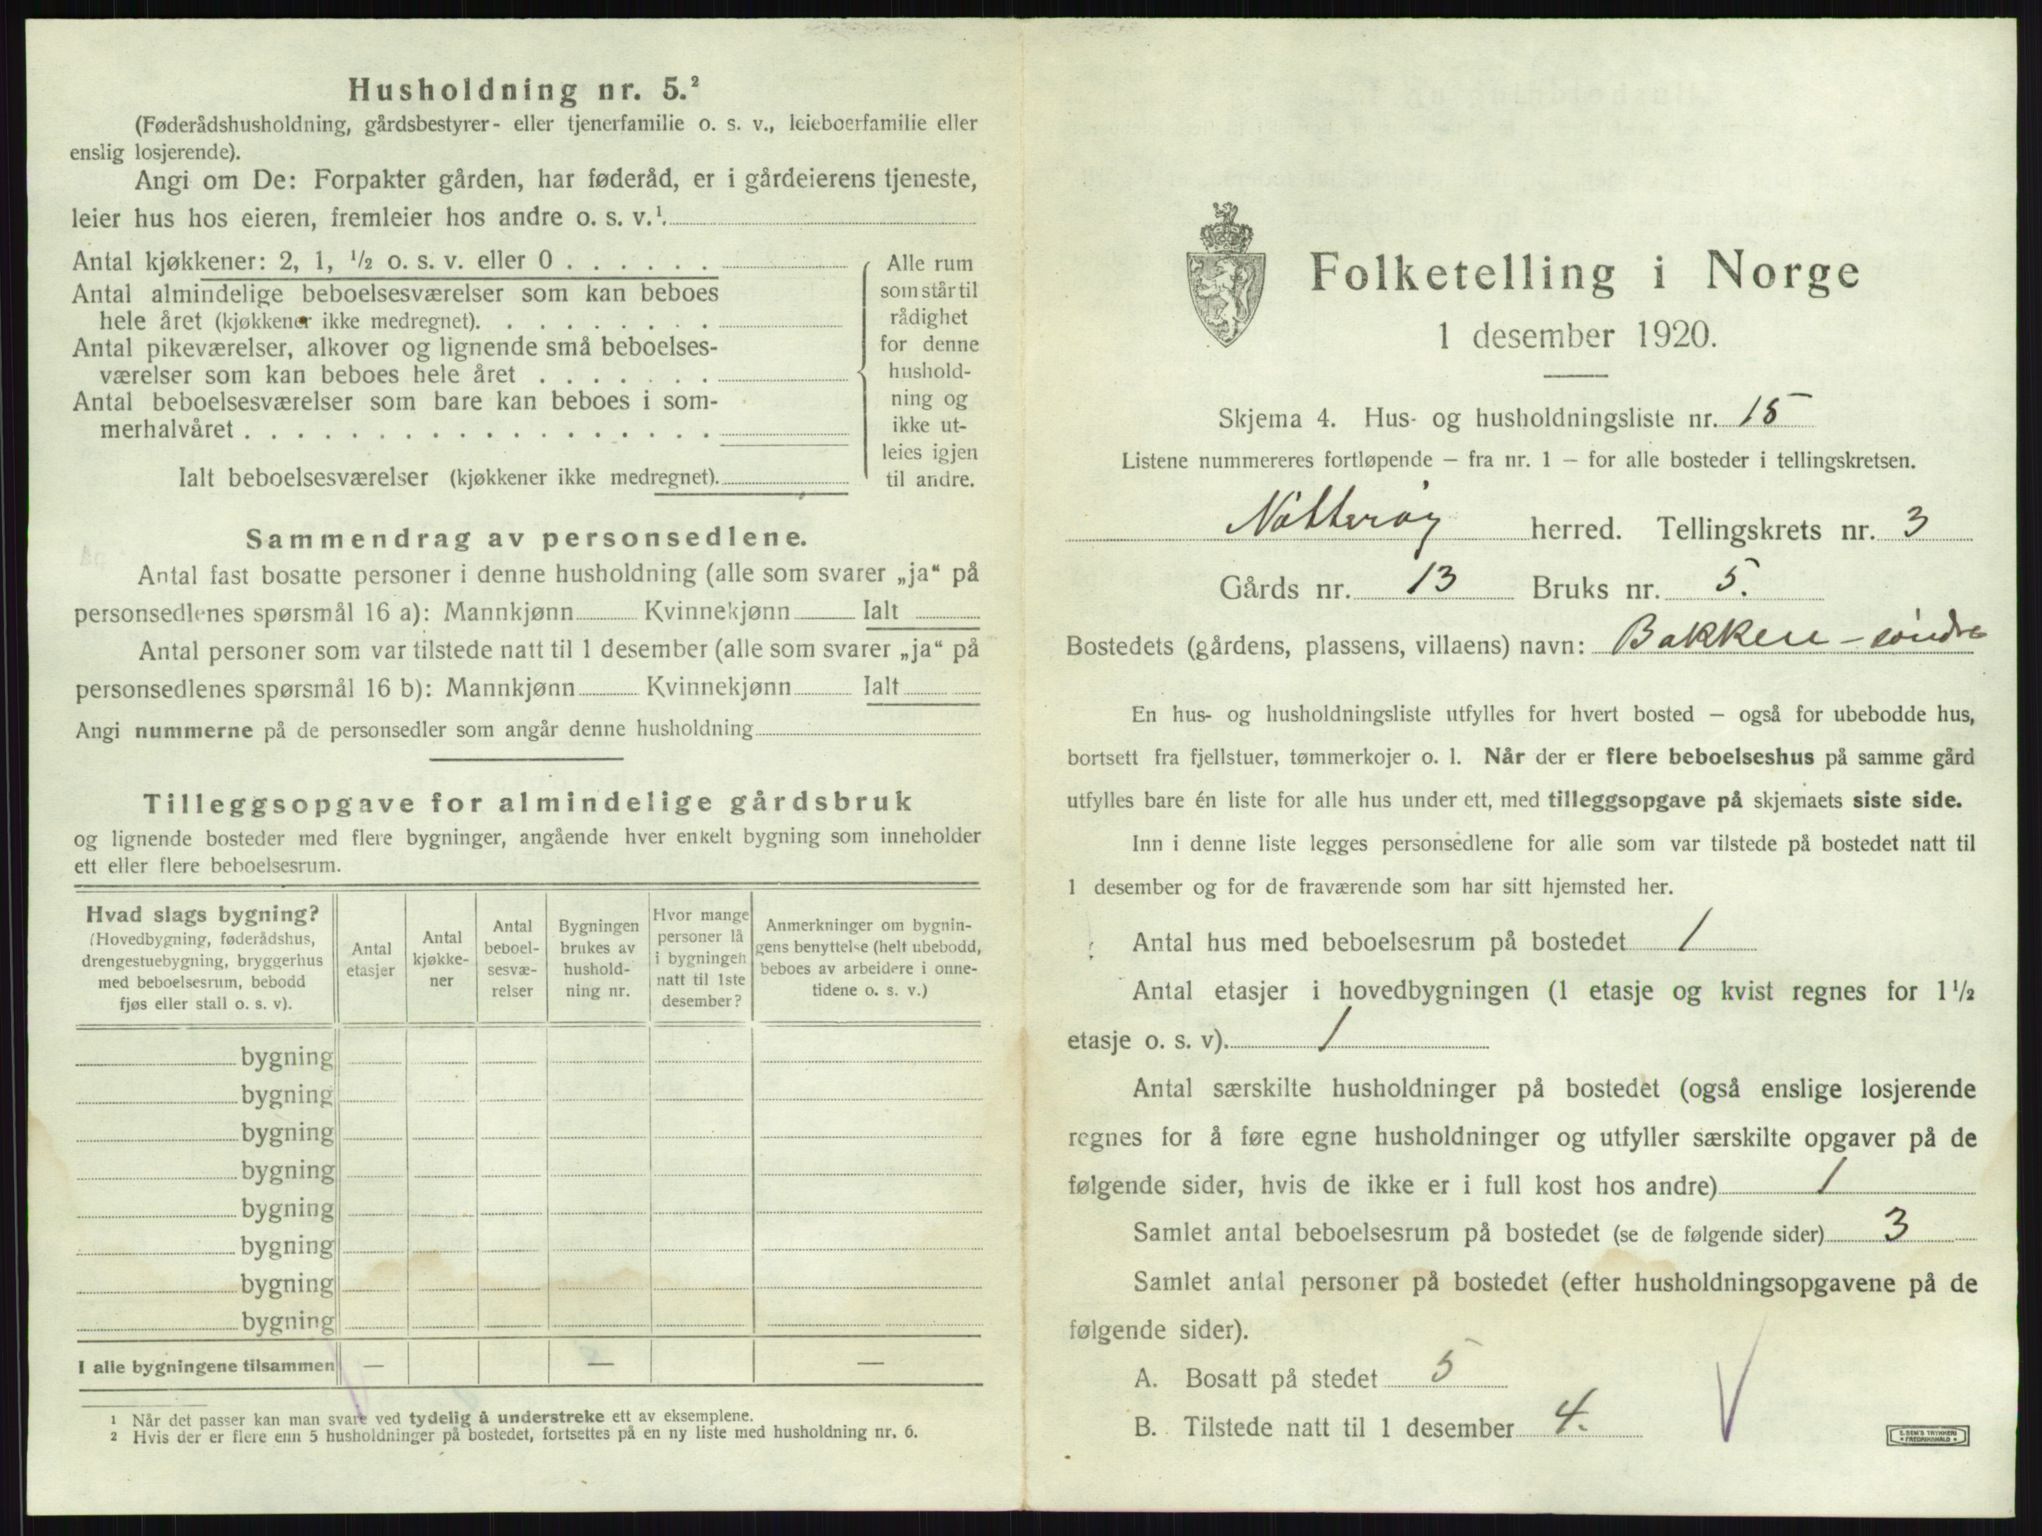 Husholdning nr. 5.²
(Føderådshusholdning, gårdsbestyrer- eller tjenerfamilie o. s. v., leieboerfamilie eller
enslig losjerende).
Angi om De: Forpakter gården, har føderåd, er i gårdeierens tjeneste,
leier hus hos eieren, fremleier hos andre o. s. v.¹.
Antal kjøkkener: 2, 1, ½ o. s. v. eller 0
Antal almindelige beboelsesværelser som kan beboes
hele året (kjøkkener ikke medregnet).
Antal pikeværelser, alkover og lignende små beboelses-
værelser som kan beboes hele året
Antal beboelsesværelser som bare kan beboes i som-
merhalvåret
Ialt beboelsesværelser (kjøkkener ikke medregnet).
Alle rum
som står til
rådighet
for denne
hushold-
ning og
ikke ut-
leies igjen
til andre.
Sammendrag av personsedlene.
Antal fast bosatte personer i denne husholdning (alle som svarer „ja“ på
personsedlenes spørsmål 16 a): Mannkjønn Kvinnekjønn Ialt
Antal personer som var tilstede natt til 1 desember (alle som svarer „ja“ på
personsedlenes spørsmål 16 b): Mannkjønn Kvinnekjønn Ialt
Angi nummerne på de personsedler som angår denne husholdning
Tilleggsopgave for almindelige gårdsbruk
og lignende bosteder med flere bygninger, angående hver enkelt bygning som inneholder
ett eller flere beboelsesrum.
Hvad slags bygning?
(Hovedbygning, føderådshus,
drengestuebygning, bryggerhus
med beboelsesrum, bebodd
fjøs eller stall o. s. v).
Antal
etasjer
Antal
kjøkke-
ner
Antal
beboel-
sesvæ-
relser
Bygningen
brukes av
hushold-
ning nr.
Hvor mange
personer lå
i bygningen
natt til 1ste
desember?
Anmerkninger om bygnin-
gens benyttelse (helt ubebodd,
beboes av arbeidere i onne-
tidene o. s. v.)
bygning
bygning
bygning
bygning
bygning
bygning
bygning
bygning
I alle bygningene tilsammen — — —
¹ Når det passer kan man svare ved tydelig å understreke ett av eksemplene.
² Hvis der er flere enn 5 husholdninger på bostedet, fortsettes på en ny liste med husholdning nr. 6.
Folketelling i Norge
1 desember 1920.
Skjema 4. Hus- og husholdningsliste nr. 15
Listene nummereres fortløpende – fra nr. 1 – for alle bosteder i tellingskretsen.
Nøtterøy herred. Tellingskrets nr. 3
Gårds nr. 13 Bruks nr. 5.
Bostedets (gårdens, plassens, villaens) navn: Bakken - søndre
En hus- og husholdningsliste utfylles for hvert bosted – også for ubebodde hus,
bortsett fra fjellstuer, tømmerkojer o. l. Når der er flere beboelseshus på samme gård
utfylles bare én liste for alle hus under ett, med tilleggsopgave på skjemaets siste side.
Inn i denne liste legges personsedlene for alle som var tilstede på bostedet natt til
1 desember og for de fraværende som har sitt hjemsted her.
Antal hus med beboelsesrum på bostedet 1
Antal etasjer i hovedbygningen (1 etasje og kvist regnes for 1½
etasje o. s. v). 1
Antal særskilte husholdninger på bostedet (også enslige losjerende
regnes for å føre egne husholdninger og utfyller særskilte opgaver på de
følgende sider, hvis de ikke er i full kost hos andre) 1
Samlet antal beboelsesrum på bostedet (se de følgende sider) 3
Samlet antal personer på bostedet (efter husholdningsopgavene på de
følgende sider).
A. Bosatt på stedet 5
B. Tilstede natt til 1 desember 4.
E. SEM'S TRYKKERI
FREDRIKSHALD